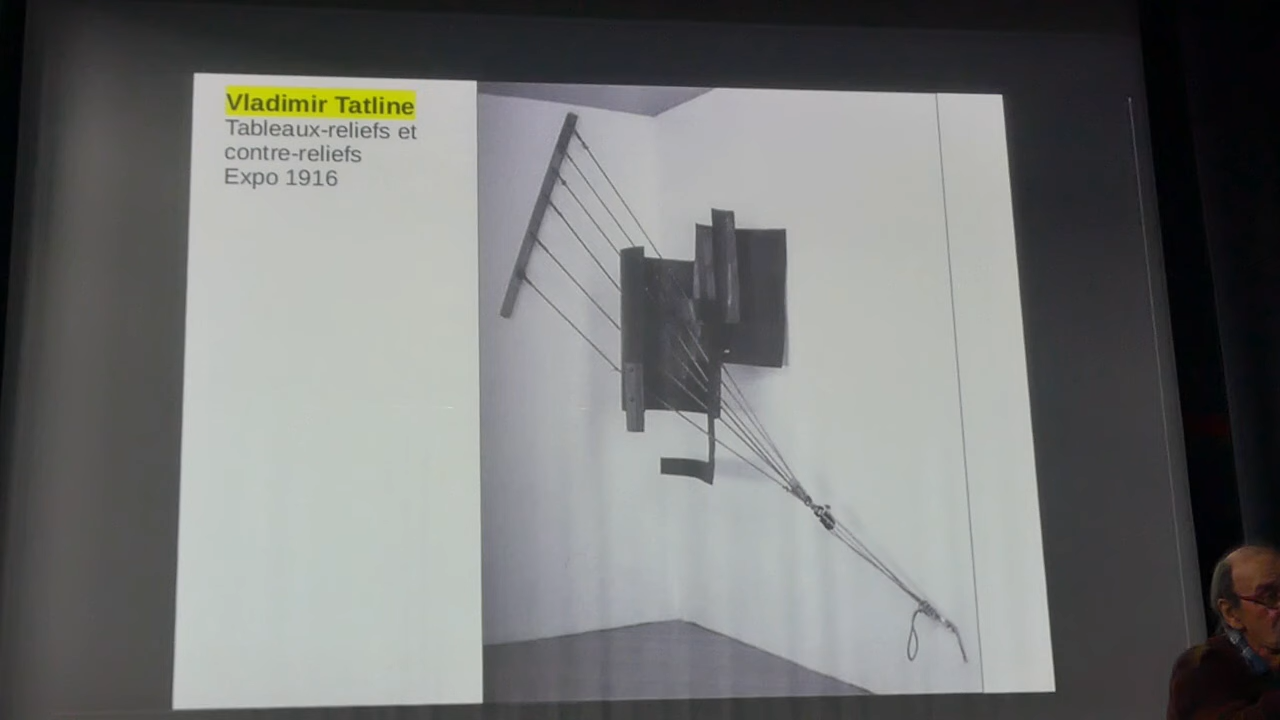 Vladimir Tatline
Tableaux-reliefs et
contre-reliefs
Expo 1916